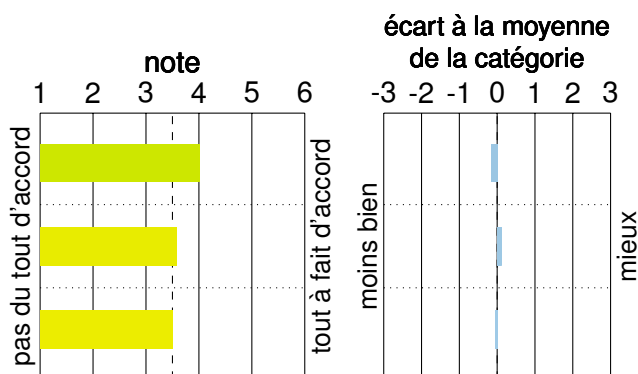 note
1 2 3 4 5 6
pas du tout d'accord
tout à fait d'accord
écart à la moyenne
de la catégorie
-3 -2 -1 0 1 2 3
moins bien
mieux